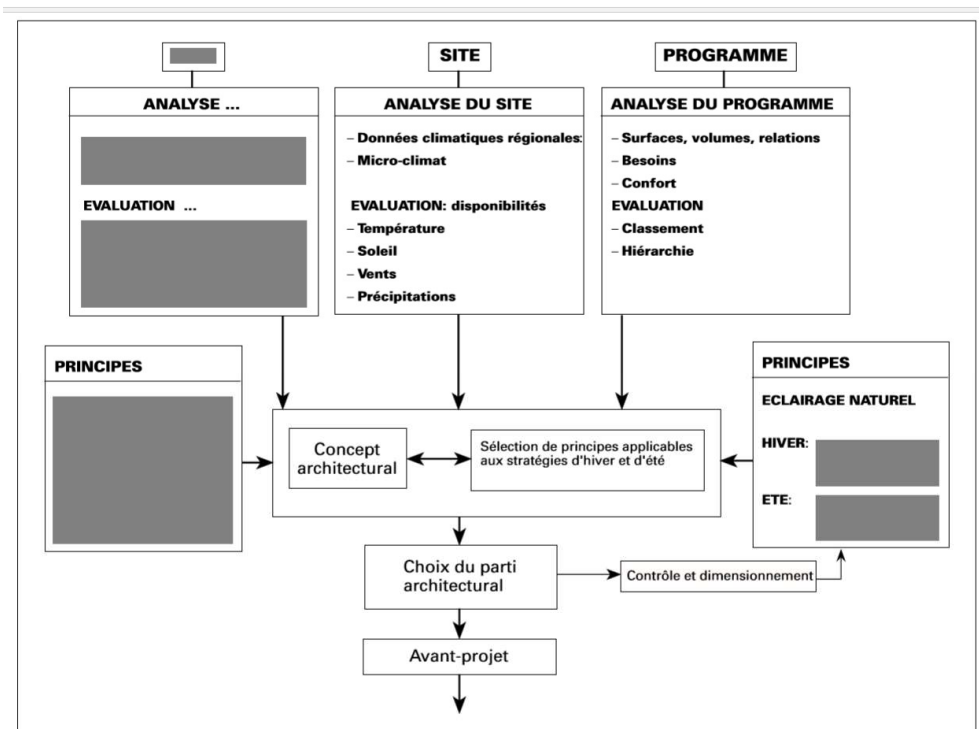 SITE
PROGRAMME
ANALYSE ...
EVALUATION ...
ANALYSE DU SITE
– Données climatiques régionales:
– Micro-climat
EVALUATION: disponibilités
– Température
– Soleil
– Vents
– Précipitations
ANALYSE DU PROGRAMME
– Surfaces, volumes, relations
– Besoins
– Confort
EVALUATION
– Classement
– Hiérarchie
PRINCIPES
Concept
architectural
Sélection de principes applicables
aux stratégies d'hiver et d'été
PRINCIPES
ECLAIRAGE NATUREL
HIVER:
ETE:
Choix du parti
architectural
Contrôle et dimensionnement
Avant-projet